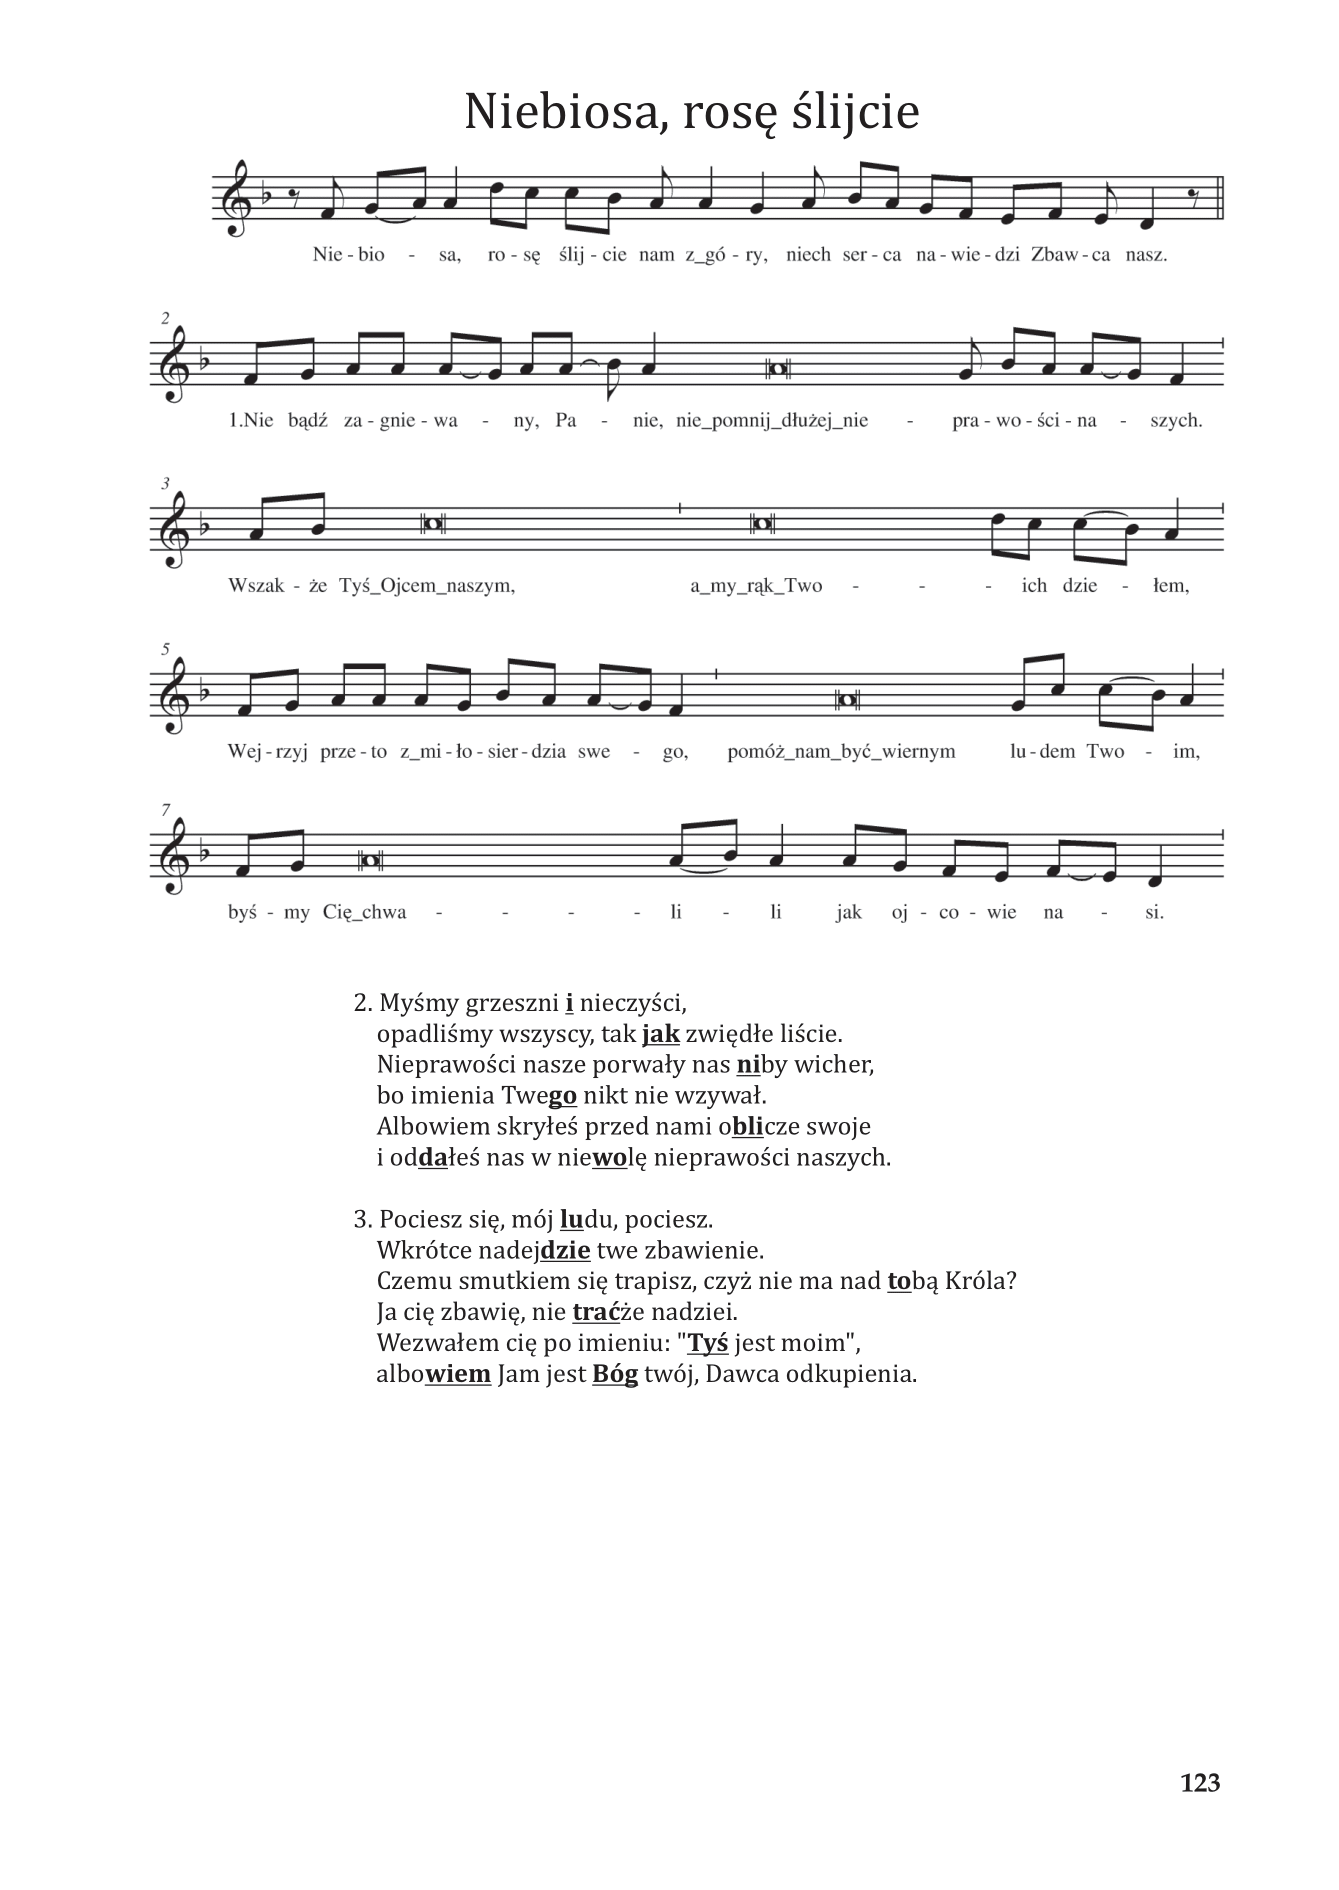 Niebiosa, rosę ślijcie
Nie - bio - sa, ro - sę ślij - cie nam z_gó - ry, niech ser - ca na - wie - dzi Zbaw - ca nasz.
2
1.Nie bądź za - gnie - wa - ny, Pa - nie, nie_pomnij_dłużej_nie - pra - wo - ści - na - szych.
3
Wszak - że Tyś_Ojcem_naszym, a_my_rąk_Two - - - ich dzie - łem,
5
Wej - rzyj prze - to z_mi - ło - sier - dzia swe - go, pomóż_nam_być_wiernym lu - dem Two - im,
7
byś - my Cię_chwa - - - - li - li jak oj - co - wie na - si.
2. Myśmy grzeszni i nieczyści,
opadliśmy wszyscy, tak jak zwiędłe liście.
Nieprawości nasze porwały nas niby wicher,
bo imienia Twego nikt nie wzywał.
Albowiem skryłeś przed nami oblicze swoje
i oddałeś nas w niewolę nieprawości naszych.
3. Pociesz się, mój ludu, pociesz.
Wkrótce nadejdzie twe zbawienie.
Czemu smutkiem się trapisz, czyż nie ma nad tobą Króla?
Ja cię zbawię, nie traćże nadziei.
Wezwałem cię po imieniu: "Tyś jest moim",
albowiem Jam jest Bóg twój, Dawca odkupienia.
123